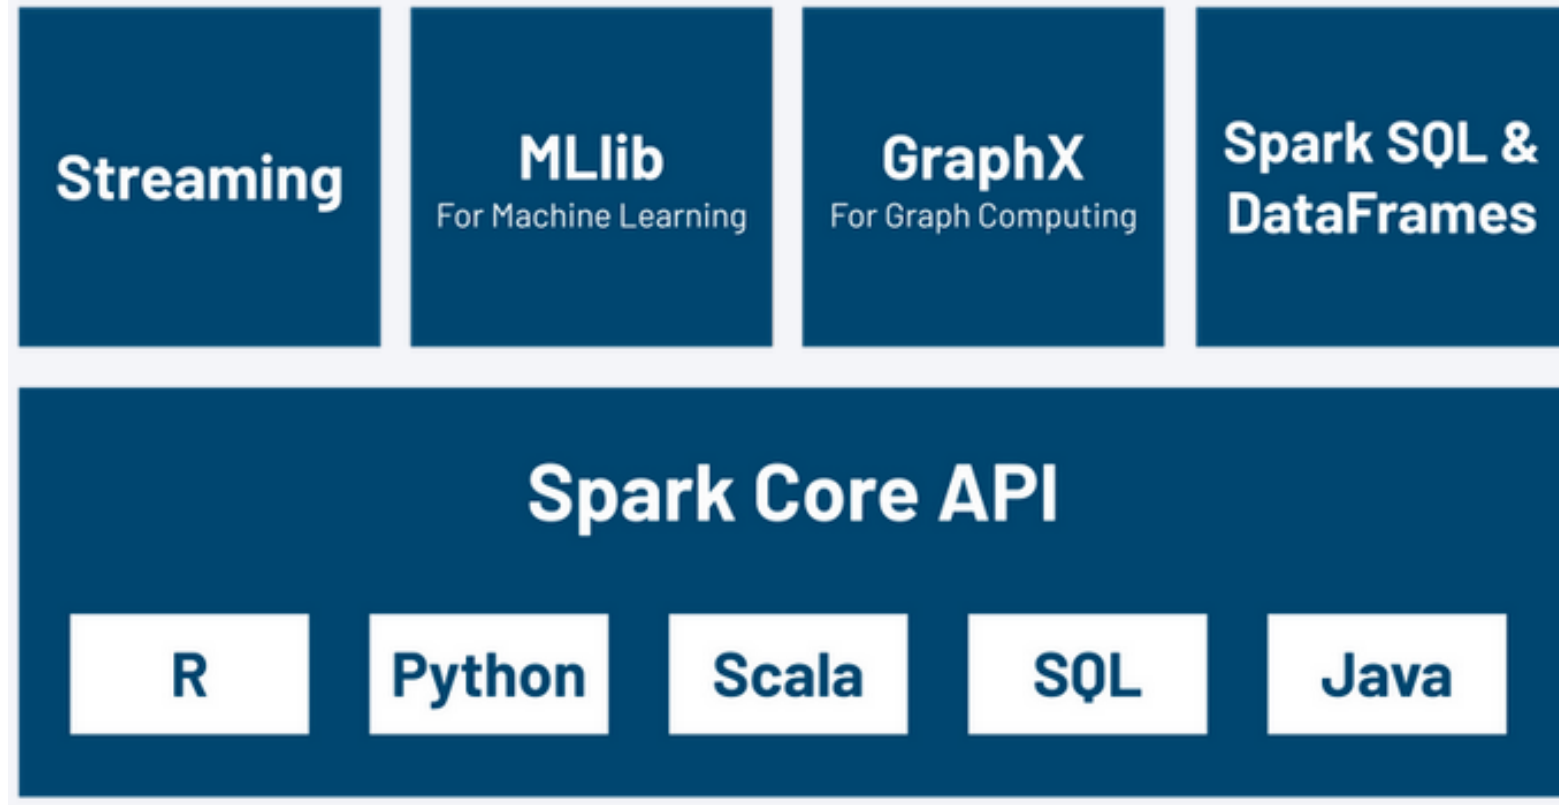 Streaming
MLlib
For Machine Learning
GraphX
For Graph Computing
Spark SQL &
DataFrames
Spark Core API
R
Python
Scala
SQL
Java